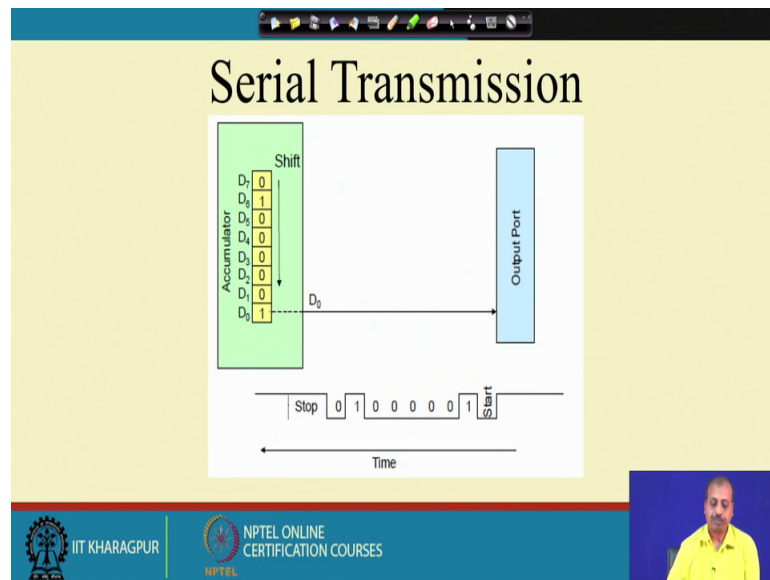 Serial Transmission
Shift
Accumulator
D7 0
D6 1
D5 0
D4 0
D3 0
D2 0
D1 0
D0 1
D0
Output Port
Stop 0 1 0 0 0 0 0 1 Start
Time
IIT KHARAGPUR
NPTEL
NPTEL ONLINE
CERTIFICATION COURSES